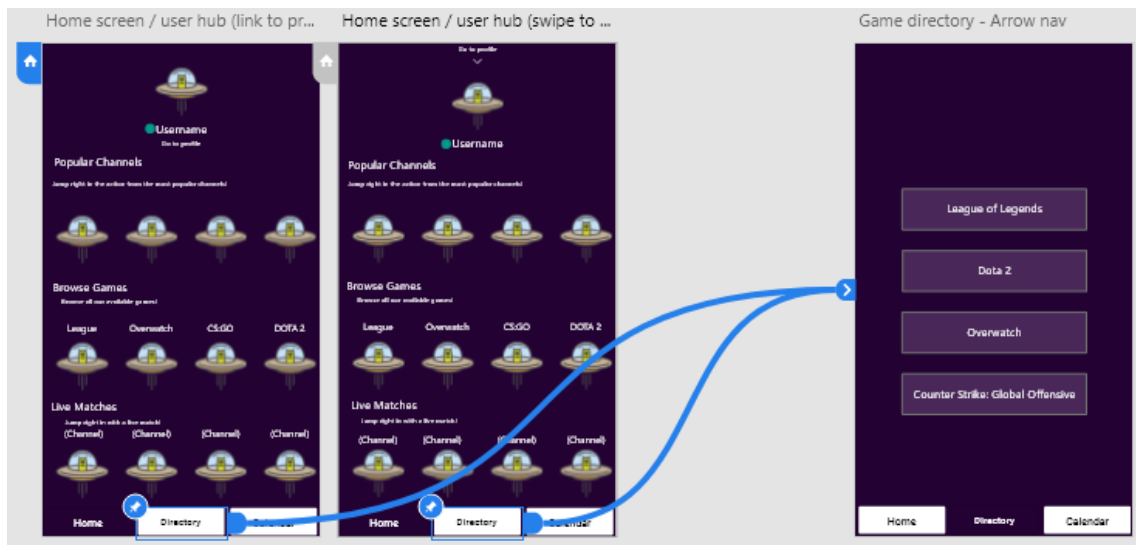 Home screen / user hub (link to pr...
Home screen / user hub (swipe to ...
Game directory - Arrow nav
Username
Go to profile
Popular Channels
Jump right in the action from the most popular channels!
Browse Games
Browse all our available games!
League Overwatch CS:GO DOTA 2
Live Matches
Jump right in with a live match!
(Channel) (Channel) (Channel) (Channel)
Home Directory Calendar
Go to profile
Username
Popular Channels
Jump right in the action from the most popular channels!
Browse Games
Browse all our available games!
League Overwatch CS:GO DOTA 2
Live Matches
Jump right in with a live match!
(Channel) (Channel) (Channel) (Channel)
Home Directory Calendar
League of Legends
Dota 2
Overwatch
Counter Strike: Global Offensive
Home Directory Calendar